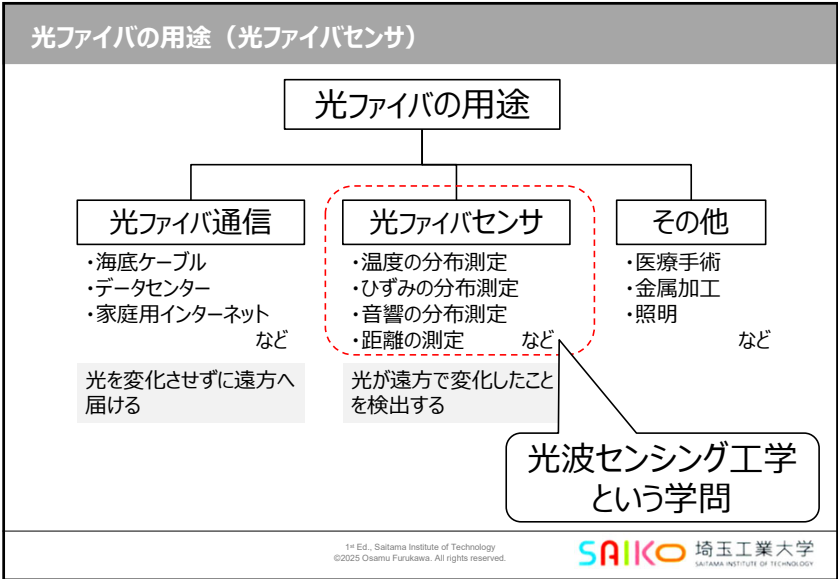 光ファイバの用途（光ファイバセンサ）
光ファイバの用途
光ファイバ通信
・海底ケーブル
・データセンター
・家庭用インターネット
など
光を変化させずに遠方へ
届ける
光ファイバセンサ
・温度の分布測定
・ひずみの分布測定
・音響の分布測定
・距離の測定 など
光が遠方で変化したこと
を検出する
その他
・医療手術
・金属加工
・照明
など
光波センシング工学
という学問
1st Ed., Saitama Institute of Technology
©2025 Osamu Furukawa. All rights reserved.
SAIKO 埼玉工業大学
SAITAMA INSTITUTE OF TECHNOLOGY